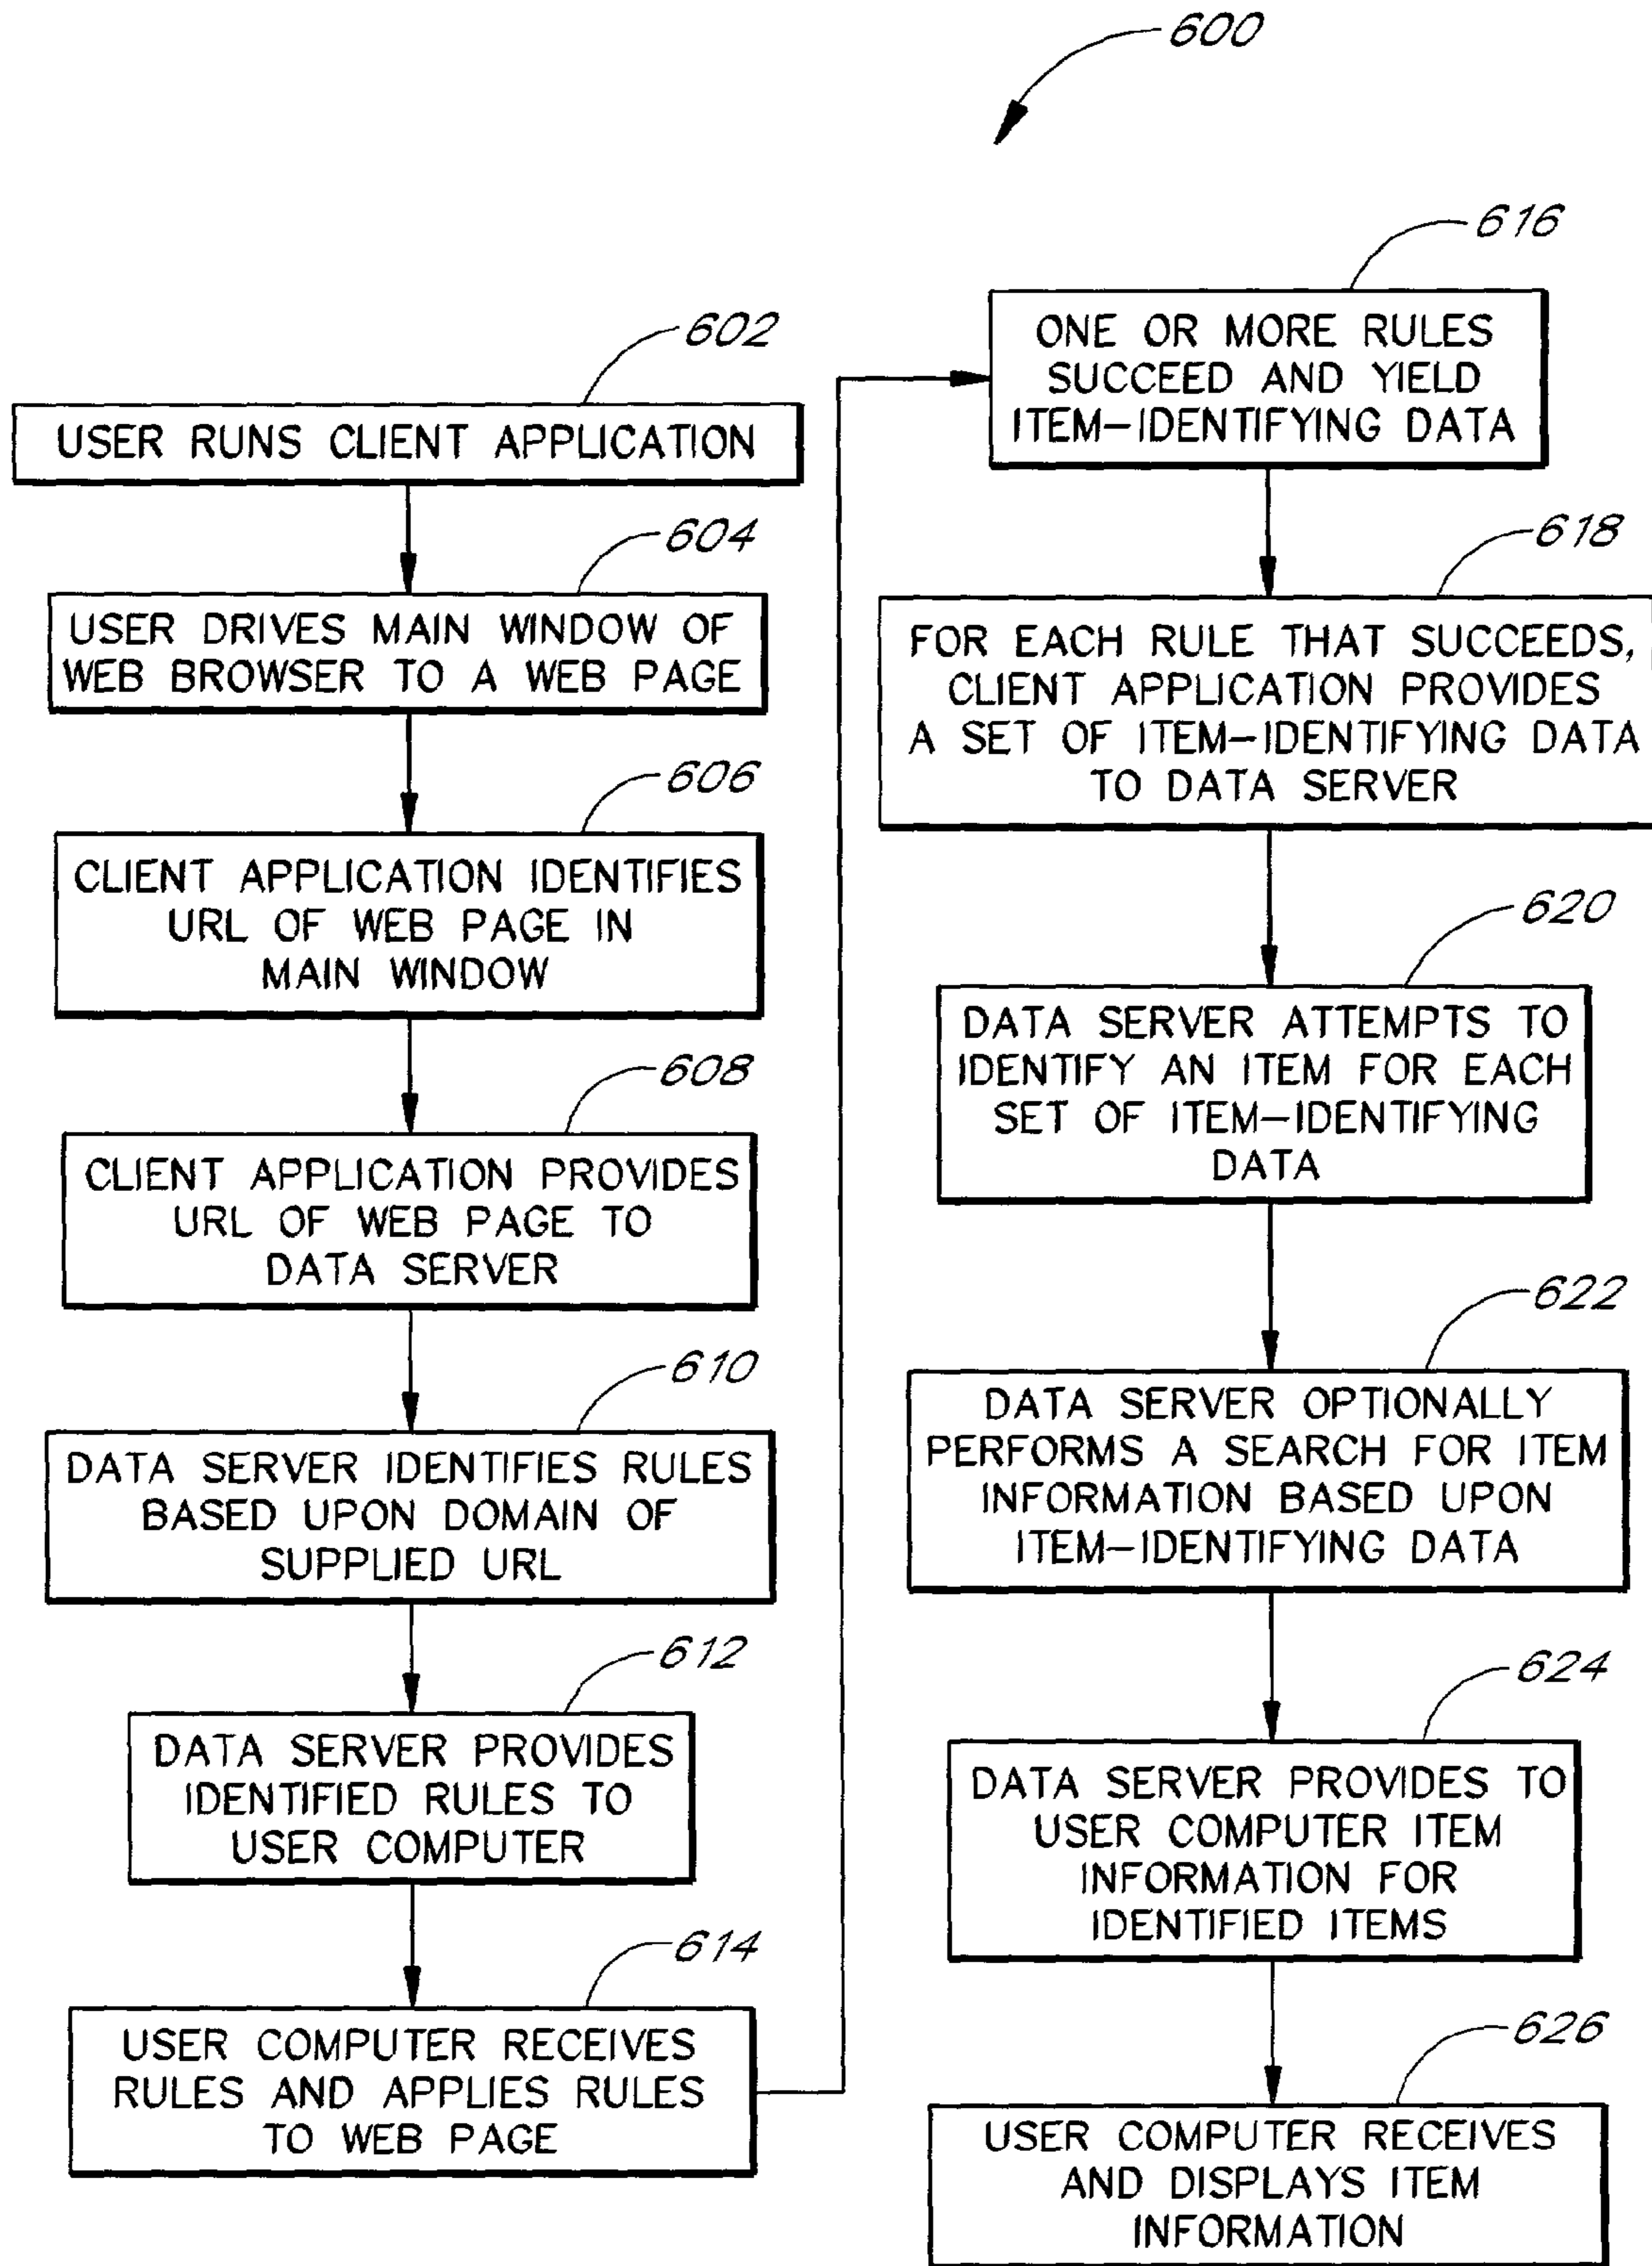 600
602
USER RUNS CLIENT APPLICATION
604
USER DRIVES MAIN WINDOW OF
WEB BROWSER TO A WEB PAGE
606
CLIENT APPLICATION IDENTIFIES
URL OF WEB PAGE IN
MAIN WINDOW
608
CLIENT APPLICATION PROVIDES
URL OF WEB PAGE TO
DATA SERVER
610
DATA SERVER IDENTIFIES RULES
BASED UPON DOMAIN OF
SUPPLIED URL
612
DATA SERVER PROVIDES
IDENTIFIED RULES TO
USER COMPUTER
614
USER COMPUTER RECEIVES
RULES AND APPLIES RULES
TO WEB PAGE
616
ONE OR MORE RULES
SUCCEED AND YIELD
ITEM-IDENTIFYING DATA
618
FOR EACH RULE THAT SUCCEEDS,
CLIENT APPLICATION PROVIDES
A SET OF ITEM-IDENTIFYING DATA
TO DATA SERVER
620
DATA SERVER ATTEMPTS TO
IDENTIFY AN ITEM FOR EACH
SET OF ITEM-IDENTIFYING
DATA
622
DATA SERVER OPTIONALLY
PERFORMS A SEARCH FOR ITEM
INFORMATION BASED UPON
ITEM-IDENTIFYING DATA
624
DATA SERVER PROVIDES TO
USER COMPUTER ITEM
INFORMATION FOR
IDENTIFIED ITEMS
626
USER COMPUTER RECEIVES
AND DISPLAYS ITEM
INFORMATION